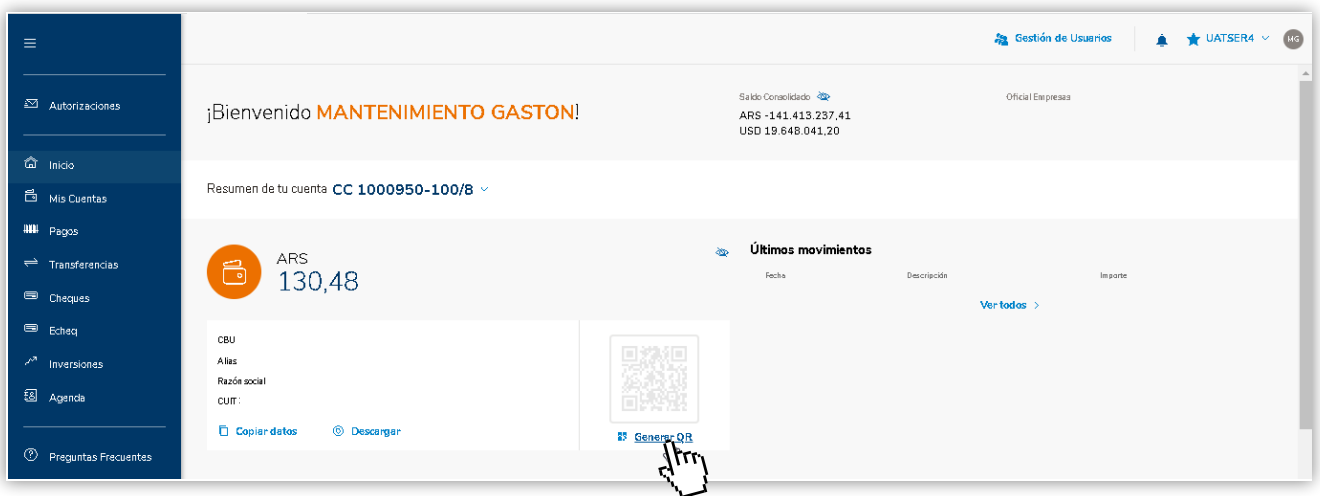 Gestión de Usuarios
UATSER4
MG
Autorizaciones
Inicio
Mis Cuentas
Pagos
Transferencias
Cheques
Echeq
Inversiones
Agenda
Preguntas Frecuentes
¡Bienvenido MANTENIMIENTO GASTON!
Saldo Consolidado
ARS -141.413.237,41
USD 19.648.041,20
Oficial Empresas
Resumen de tu cuenta CC 1000950-100/8
ARS
130,48
CBU
Alias
Razón social
CUIT:
Copiar datos
Descargar
Generar QR
Últimos movimientos
Fecha Descripción Importe
Ver todos >